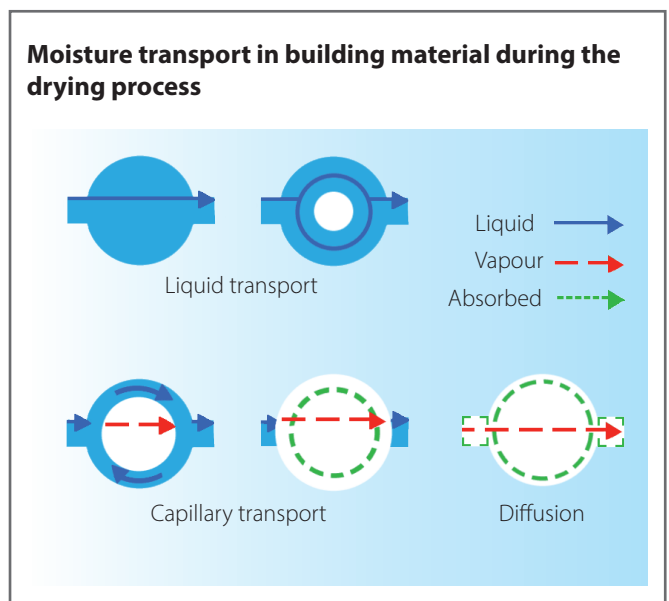 Moisture transport in building material during the
drying process
Liquid
Vapour
Absorbed
Liquid transport
Capillary transport
Diffusion